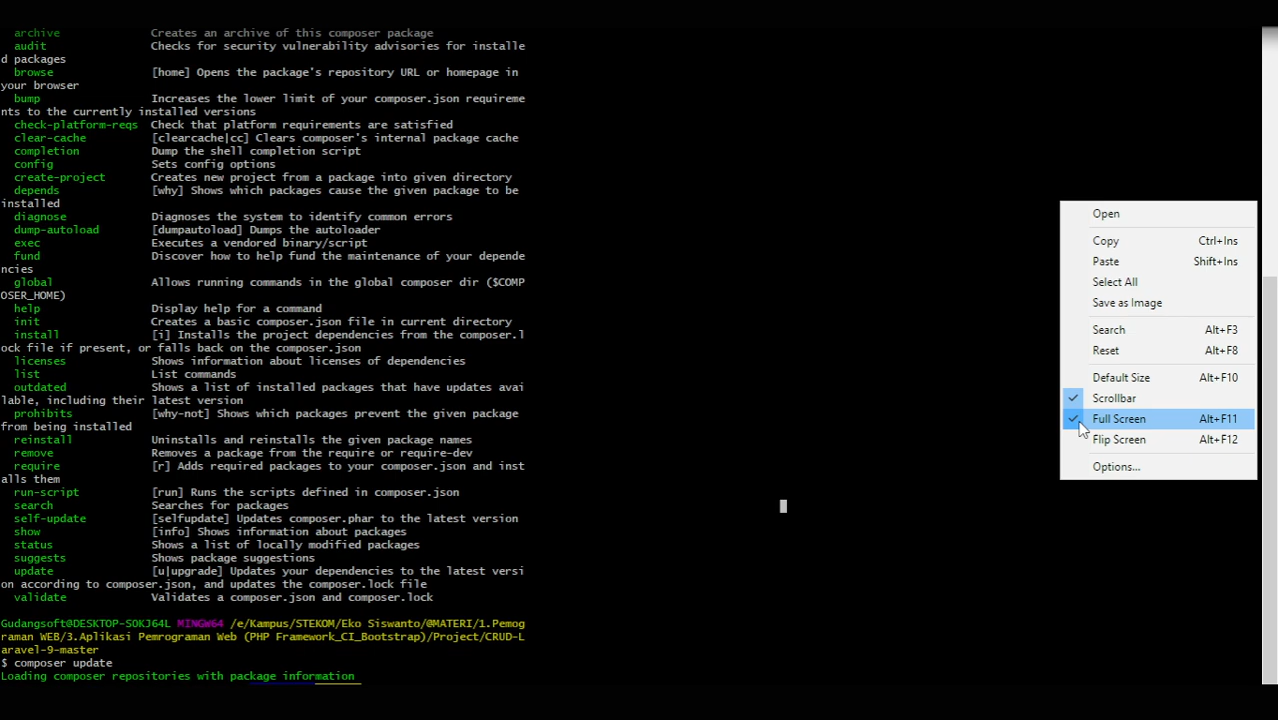 archive Creates an archive of this composer package
audit Checks for security vulnerability advisories for installe
d packages
browse [home] Opens the package's repository URL or homepage in
your browser
bump Increases the lower limit of your composer.json requireme
nts to the currently installed versions
check-platform-reqs Check that platform requirements are satisfied
clear-cache [clearcache|cc] Clears composer's internal package cache
completion Dump the shell completion script
config Sets config options
create-project Creates new project from a package into given directory
depends [why] Shows which packages cause the given package to be
installed
diagnose Diagnoses the system to identify common errors
dump-autoload [dumpautoload] Dumps the autoloader
exec Executes a vendored binary/script
fund Discover how to help fund the maintenance of your depende
ncies
global Allows running commands in the global composer dir ($COMP
OSER_HOME)
help Display help for a command
init Creates a basic composer.json file in current directory
install [i] Installs the project dependencies from the composer.l
ock file if present, or falls back on the composer.json
licenses Shows information about licenses of dependencies
list List commands
outdated Shows a list of installed packages that have updates avai
lable, including their latest version
prohibits [why-not] Shows which packages prevent the given package
from being installed
reinstall Uninstalls and reinstalls the given package names
remove Removes a package from the require or require-dev
require [r] Adds required packages to your composer.json and inst
alls them
run-script [run] Runs the scripts defined in composer.json
search Searches for packages
self-update [selfupdate] Updates composer.phar to the latest version
show [info] Shows information about packages
status Shows a list of locally modified packages
suggests Shows package suggestions
update [u|upgrade] Updates your dependencies to the latest versi
on according to composer.json, and updates the composer.lock file
validate Validates a composer.json and composer.lock
Gudangsoft@DESKTOP-SOKJ64L MINGW64 /e/Kampus/STEKOM/Eko Siswanto/@MATERI/1.Pemog
raman WEB/3.Aplikasi Pemrograman Web (PHP Framework_CI_Bootstrap)/Project/CRUD-L
aravel-9-master
$ composer update
Loading composer repositories with package information
Open
Copy Ctrl+Ins
Paste Shift+Ins
Select All
Save as Image
Search Alt+F3
Reset Alt+F8
Default Size Alt+F10
Scrollbar
Full Screen Alt+F11
Flip Screen Alt+F12
Options...